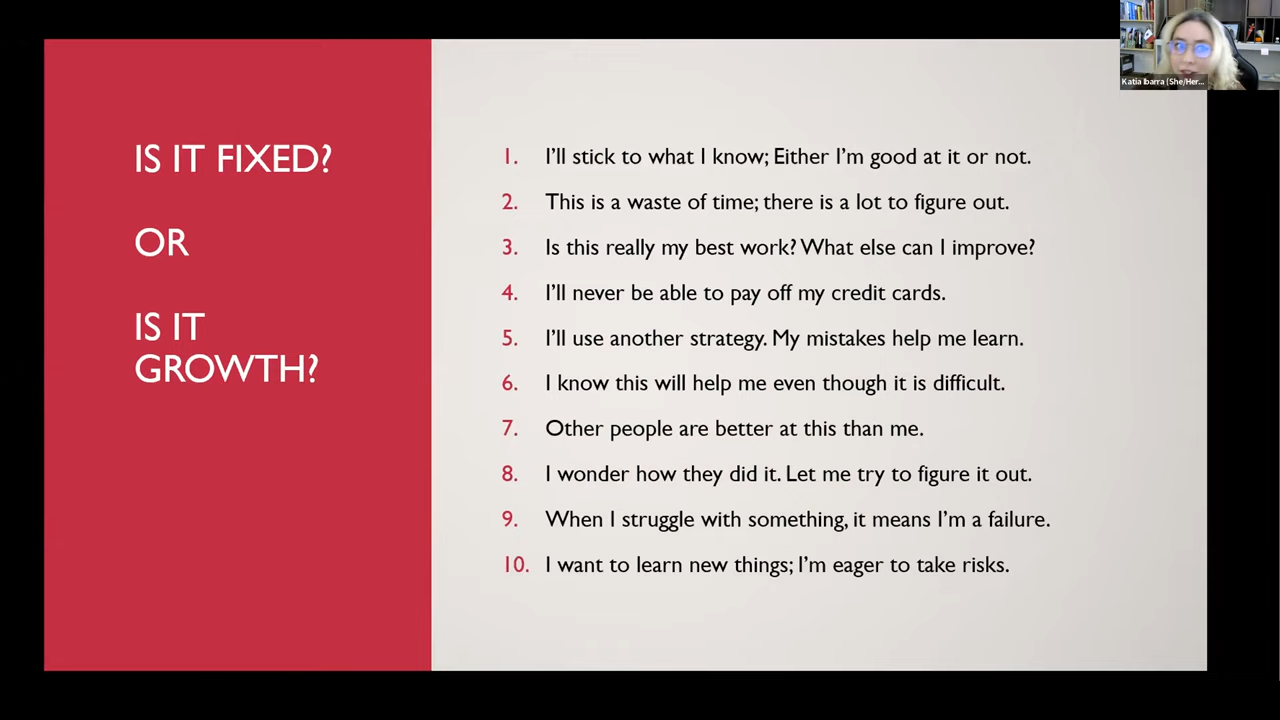 IS IT FIXED?
OR
IS IT
GROWTH?
1. I'll stick to what I know; Either I'm good at it or not.
2. This is a waste of time; there is a lot to figure out.
3. Is this really my best work? What else can I improve?
4. I'll never be able to pay off my credit cards.
5. I'll use another strategy. My mistakes help me learn.
6. I know this will help me even though it is difficult.
7. Other people are better at this than me.
8. I wonder how they did it. Let me try to figure it out.
9. When I struggle with something, it means I'm a failure.
10. I want to learn new things; I'm eager to take risks.
Katia Ibarra (She/Her...